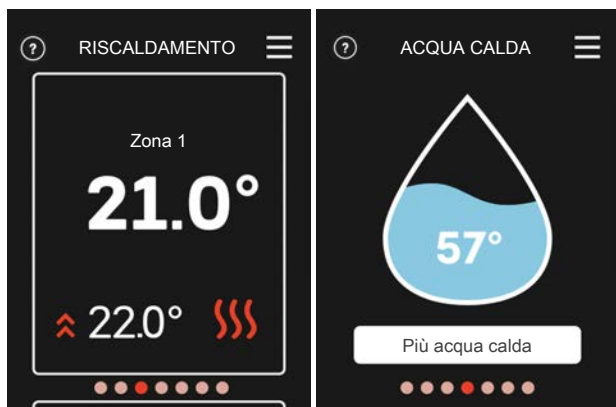 ?
RISCALDAMENTO
Zona 1
21.0°
22.0°
?
ACQUA CALDA
57°
Più acqua calda